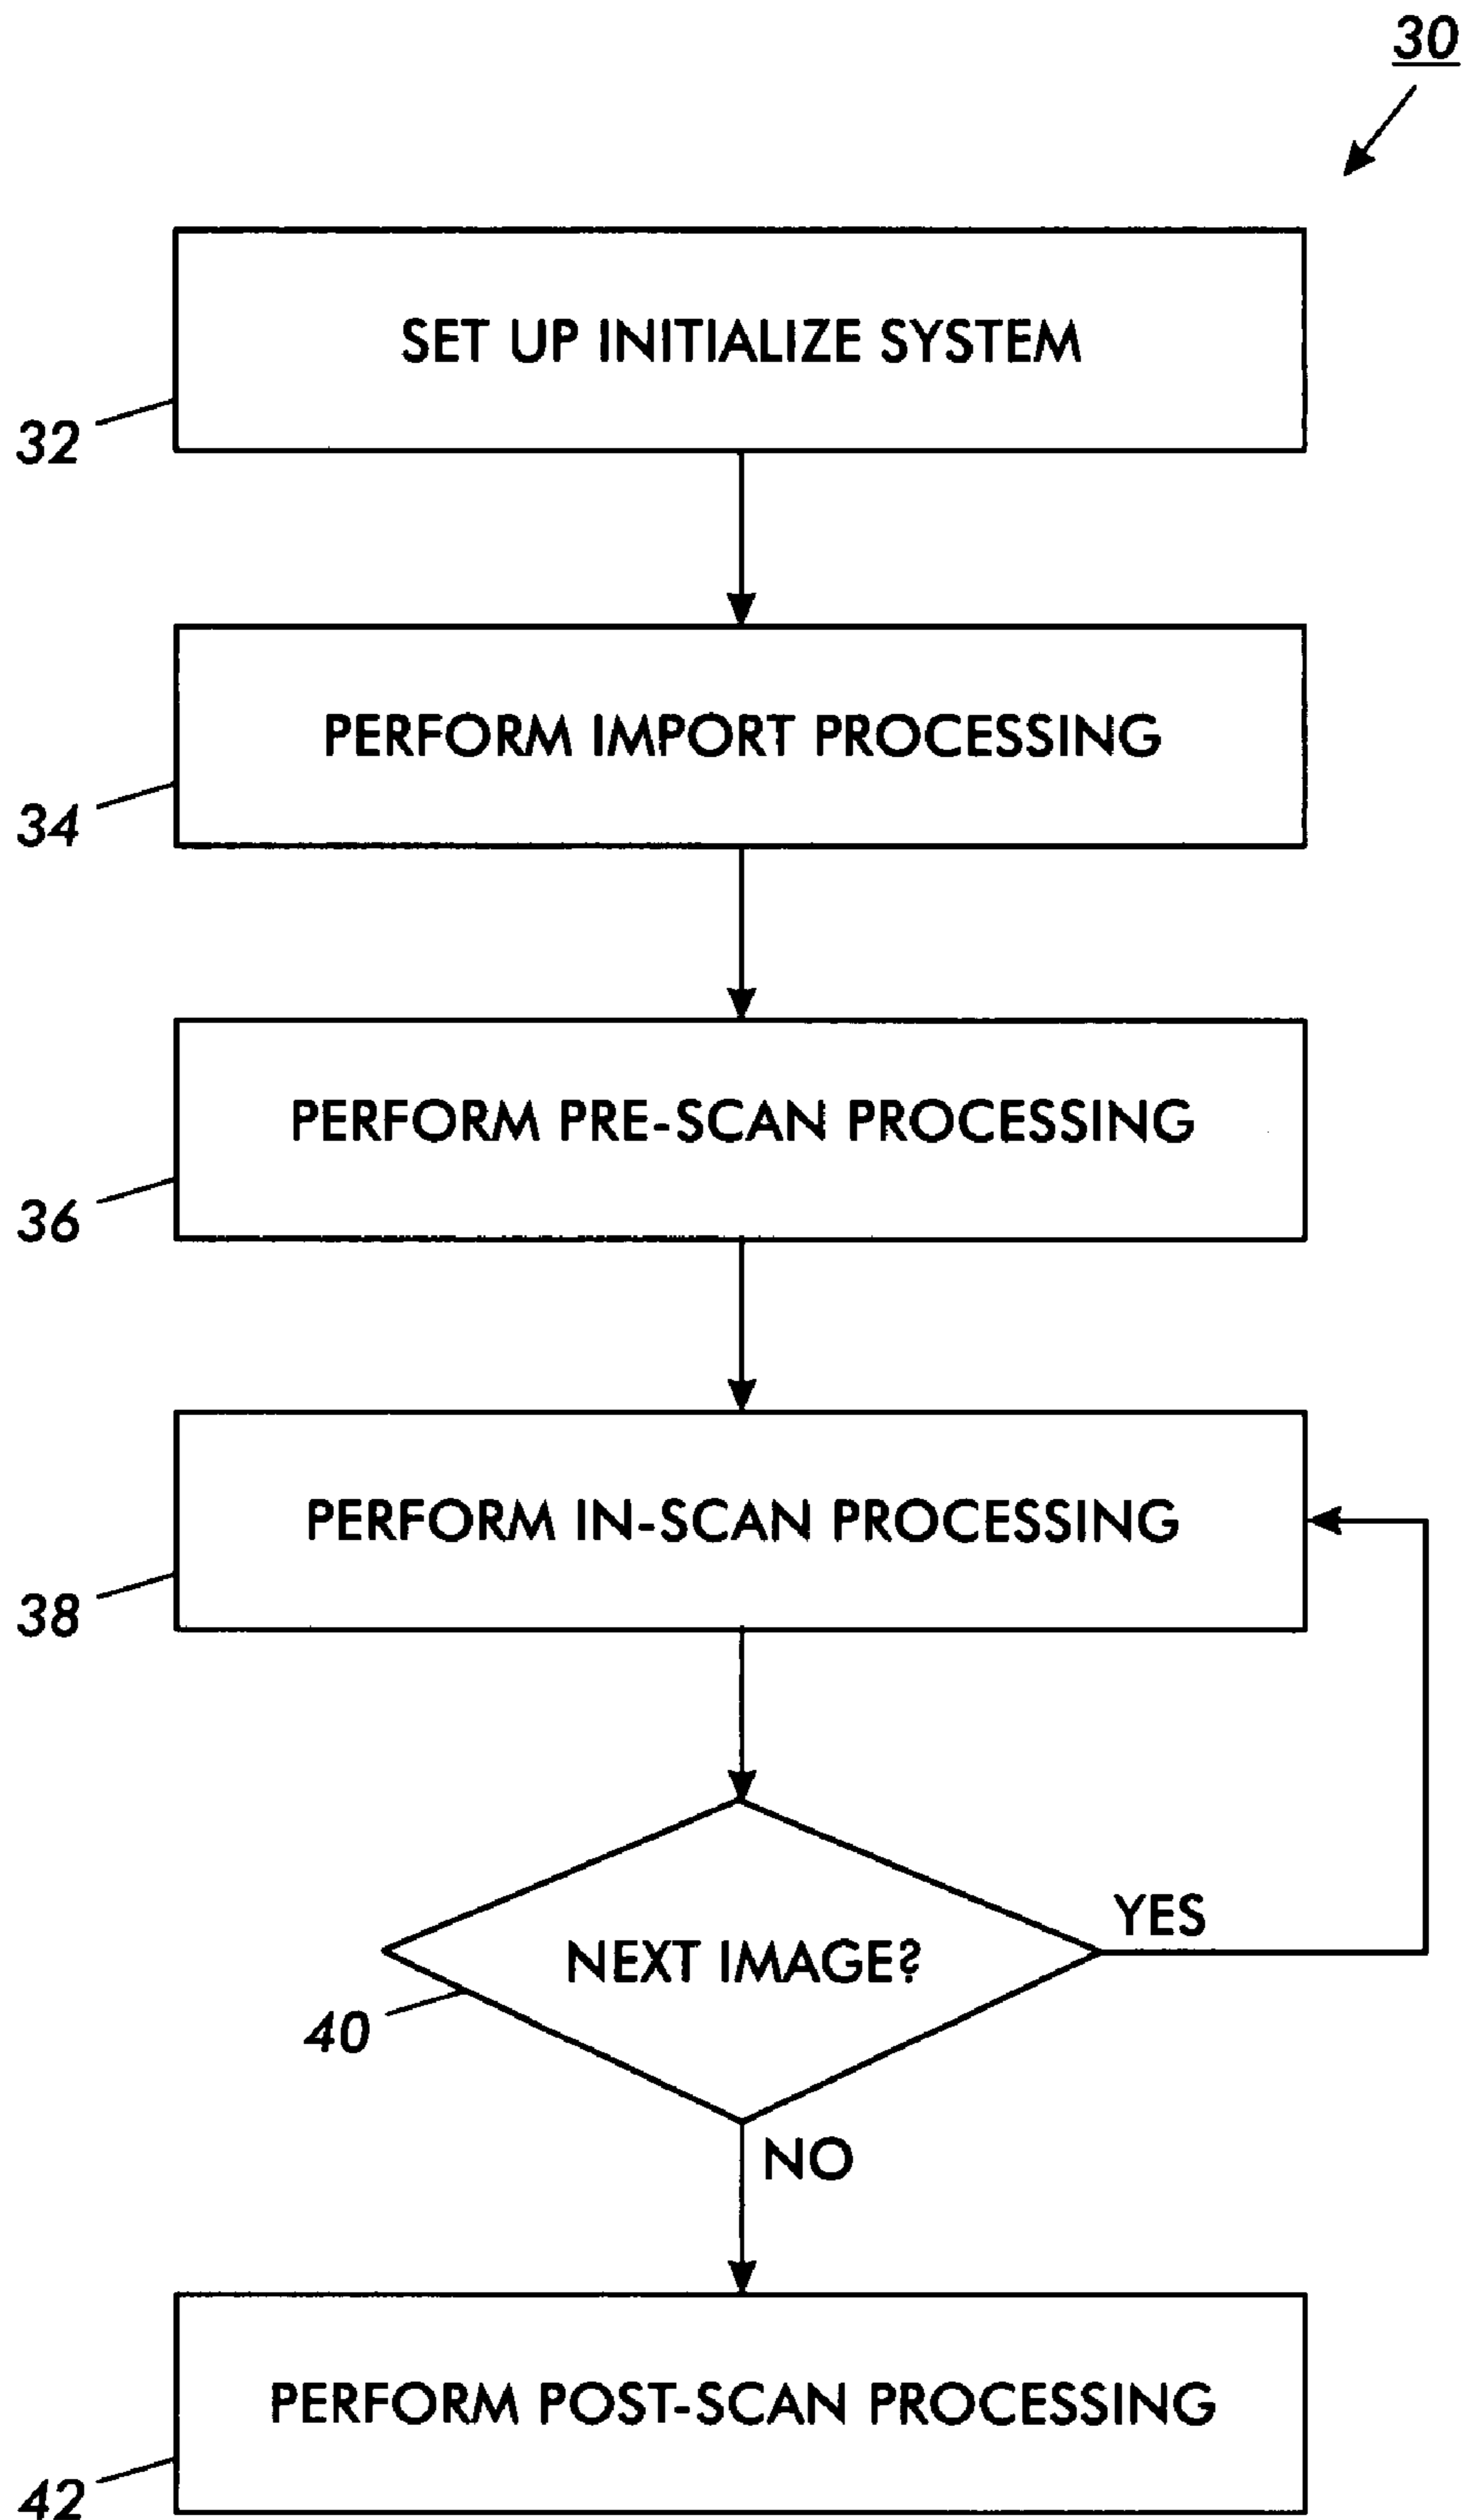 30
SET UP INITIALIZE SYSTEM
32
PERFORM IMPORT PROCESSING
34
PERFORM PRE-SCAN PROCESSING
36
PERFORM IN-SCAN PROCESSING
38
YES
NEXT IMAGE?
40
NO
PERFORM POST-SCAN PROCESSING
42